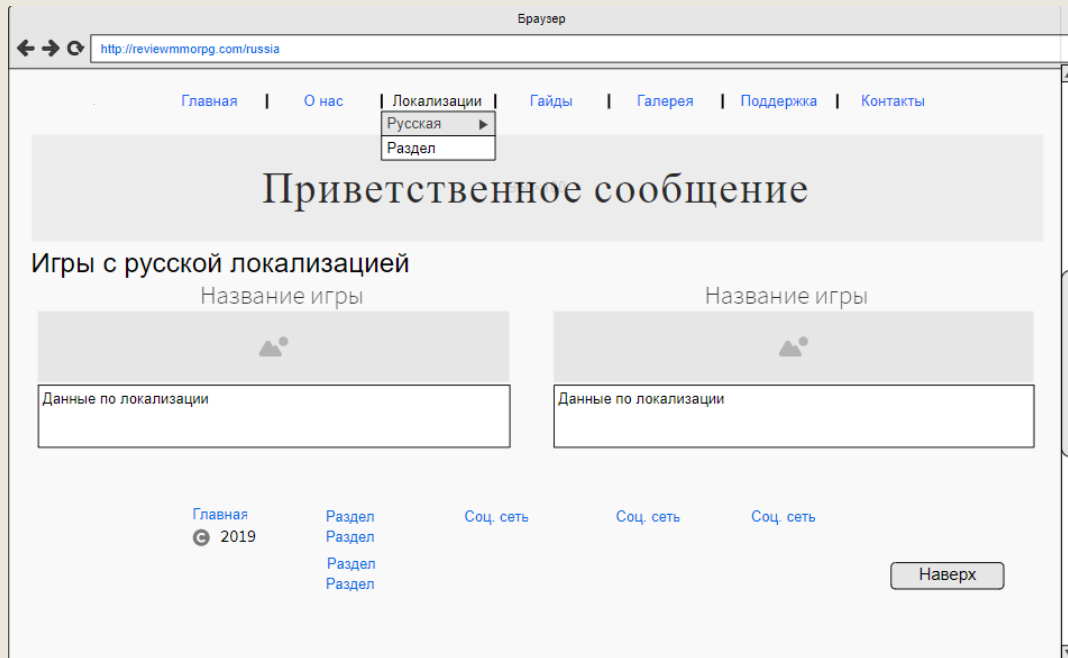 Браузер
http://reviewmmorpg.com/russia
Главная | О нас | Локализации | Гайды | Галерея | Поддержка | Контакты
Русская
Раздел
Приветственное сообщение
Игры с русской локализацией
Название игры Название игры
Данные по локализации Данные по локализации
Главная Раздел Соц. сеть Соц. сеть Соц. сеть
© 2019 Раздел
Раздел
Раздел
Наверх